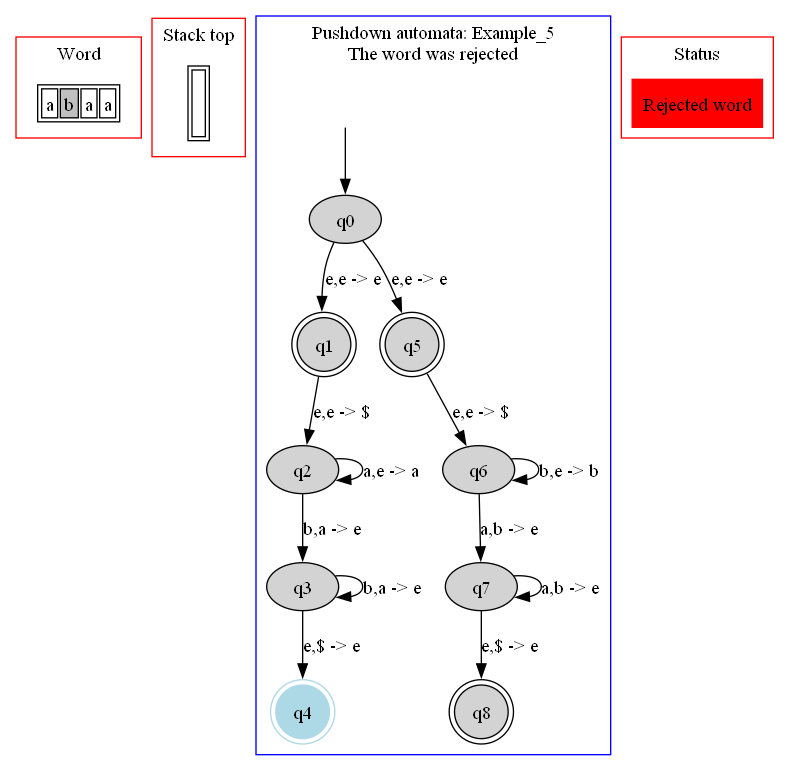 Word
a b a a
Stack top
Pushdown automata: Example_5
The word was rejected
Status
Rejected word
q0
e,e -> e
e,e -> e
q1
q5
e,e -> $
e,e -> $
q2
a,e -> a
q6
b,e -> b
b,a -> e
a,b -> e
q3
b,a -> e
q7
a,b -> e
e,$ -> e
e,$ -> e
q4
q8